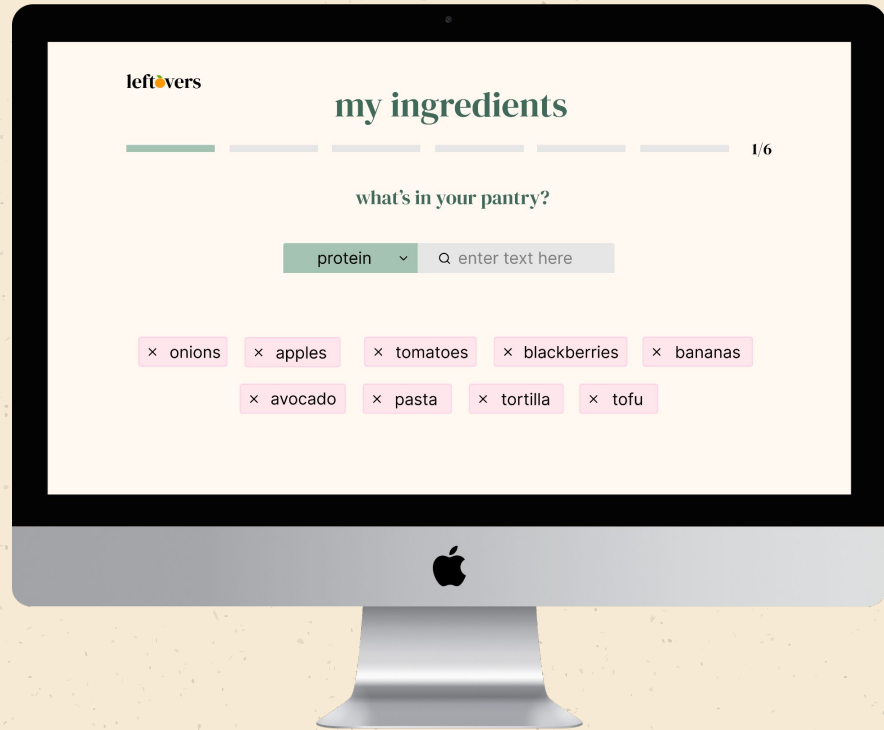 leftovers
my ingredients
1/6
what's in your pantry?
protein enter text here
onions apples tomatoes blackberries bananas
avocado pasta tortilla tofu